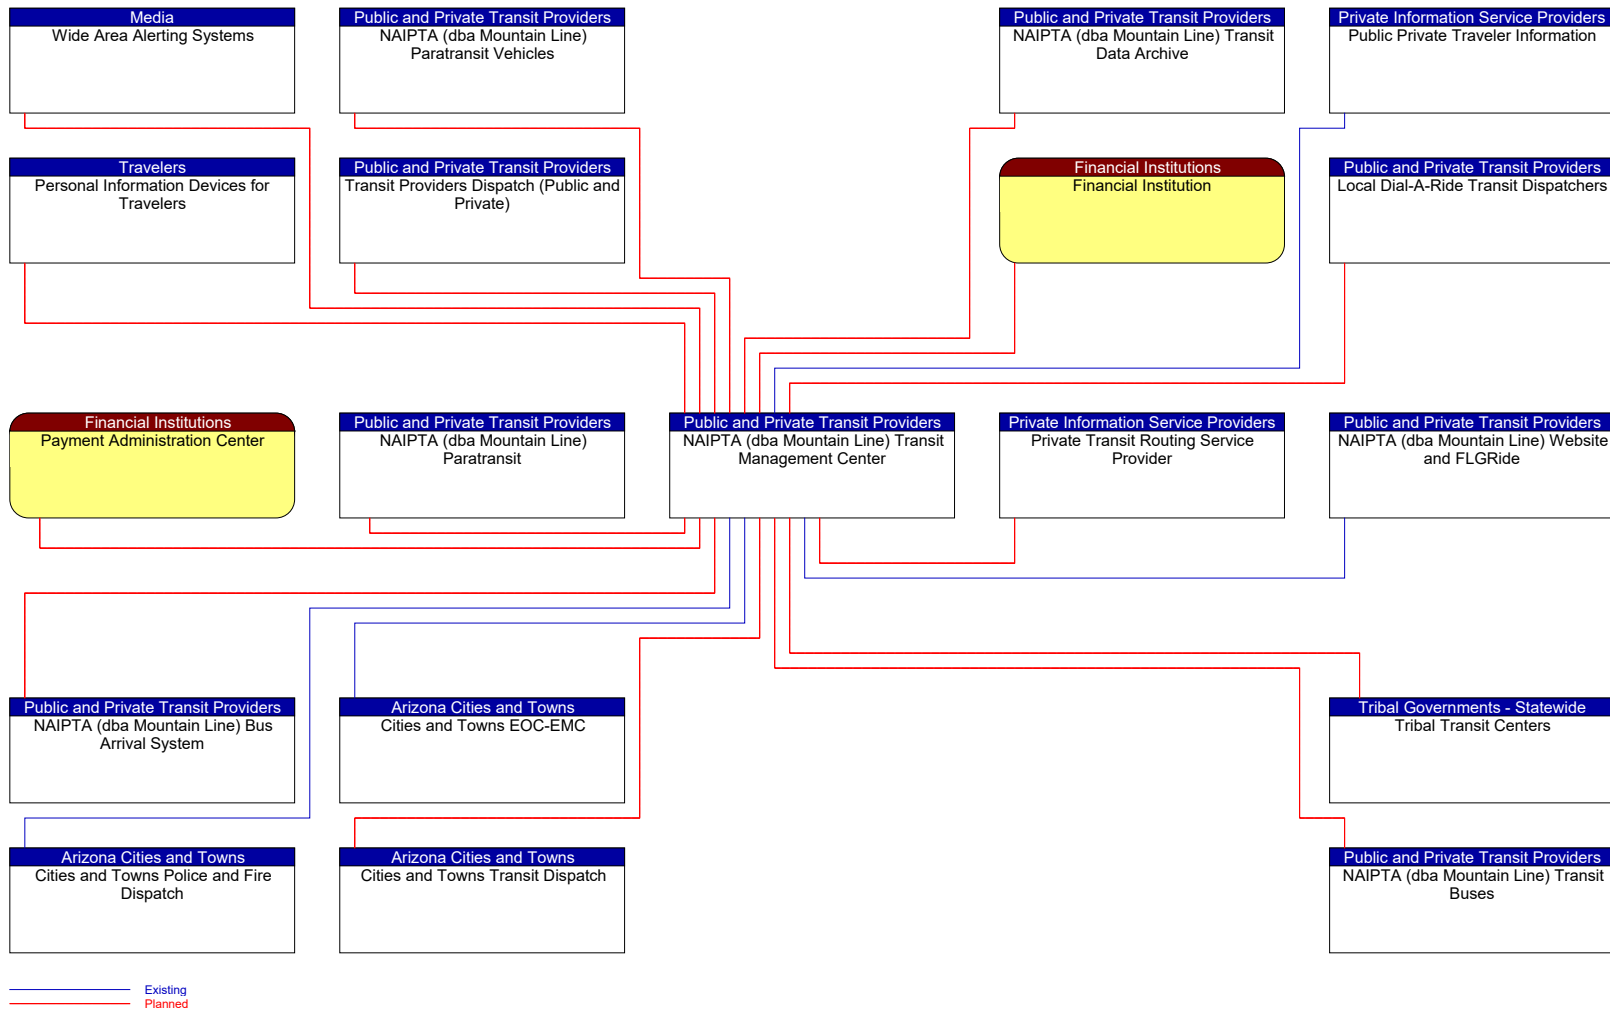 Media
Wide Area Alerting Systems
Public and Private Transit Providers
NAIPTA (dba Mountain Line)
Paratransit Vehicles
Public and Private Transit Providers
NAIPTA (dba Mountain Line) Transit
Data Archive
Private Information Service Providers
Public Private Traveler Information
Travelers
Personal Information Devices for
Travelers
Public and Private Transit Providers
Transit Providers Dispatch (Public and
Private)
Financial Institutions
Financial Institution
Public and Private Transit Providers
Local Dial-A-Ride Transit Dispatchers
Financial Institutions
Payment Administration Center
Public and Private Transit Providers
NAIPTA (dba Mountain Line)
Paratransit
Public and Private Transit Providers
NAIPTA (dba Mountain Line) Transit
Management Center
Private Information Service Providers
Private Transit Routing Service
Provider
Public and Private Transit Providers
NAIPTA (dba Mountain Line) Website
and FLGRide
Public and Private Transit Providers
NAIPTA (dba Mountain Line) Bus
Arrival System
Arizona Cities and Towns
Cities and Towns EOC-EMC
Tribal Governments - Statewide
Tribal Transit Centers
Arizona Cities and Towns
Cities and Towns Police and Fire
Dispatch
Arizona Cities and Towns
Cities and Towns Transit Dispatch
Public and Private Transit Providers
NAIPTA (dba Mountain Line) Transit
Buses
Existing
Planned